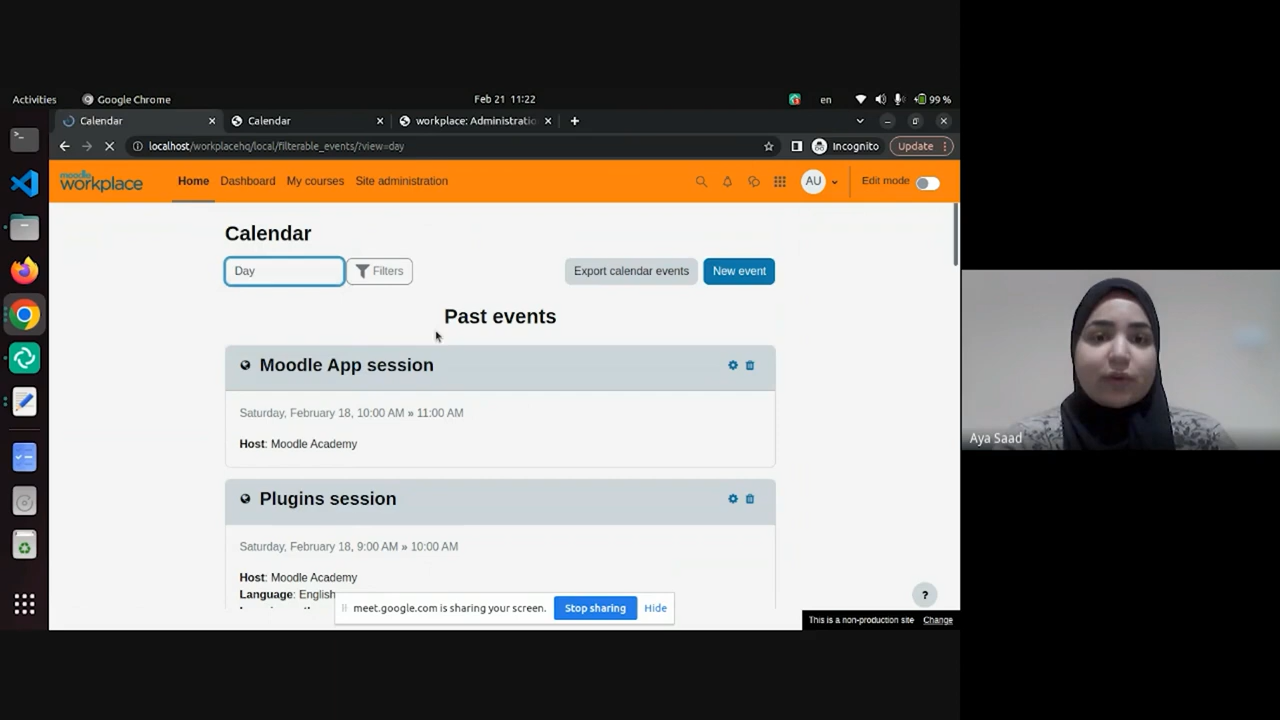 Activities
Google Chrome
Feb 21 11:22
en
99 %
Calendar
Calendar
workplace: Administratio
localhost/workplacehq/local/filterable_events/?view=day
Incognito
Update
moodle
workplace
Home
Dashboard
My courses
Site administration
AU
Edit mode
Calendar
Day
Filters
Export calendar events
New event
Past events
Moodle App session
Saturday, February 18, 10:00 AM » 11:00 AM
Host: Moodle Academy
Plugins session
Saturday, February 18, 9:00 AM » 10:00 AM
Host: Moodle Academy
Language: English
meet.google.com is sharing your screen.
Stop sharing
Hide
?
This is a non-production site
Change
Aya Saad